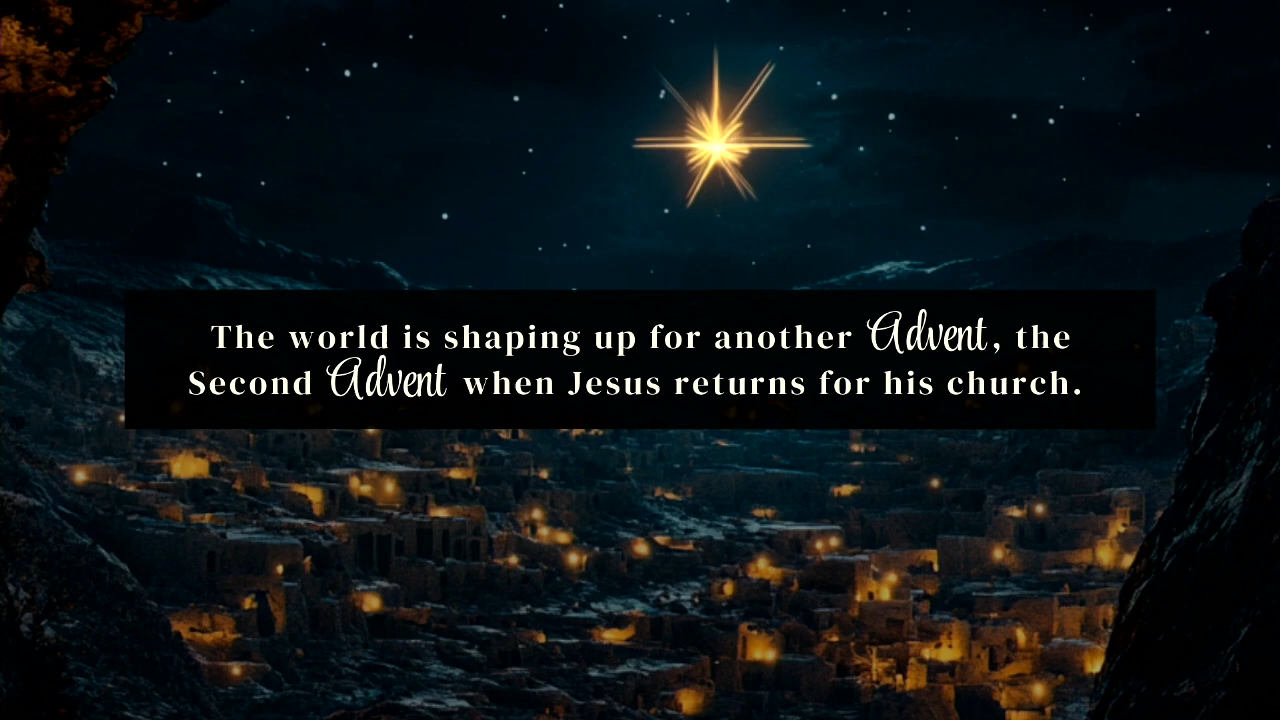 The world is shaping up for another Advent, the
Second Advent when Jesus returns for his church.